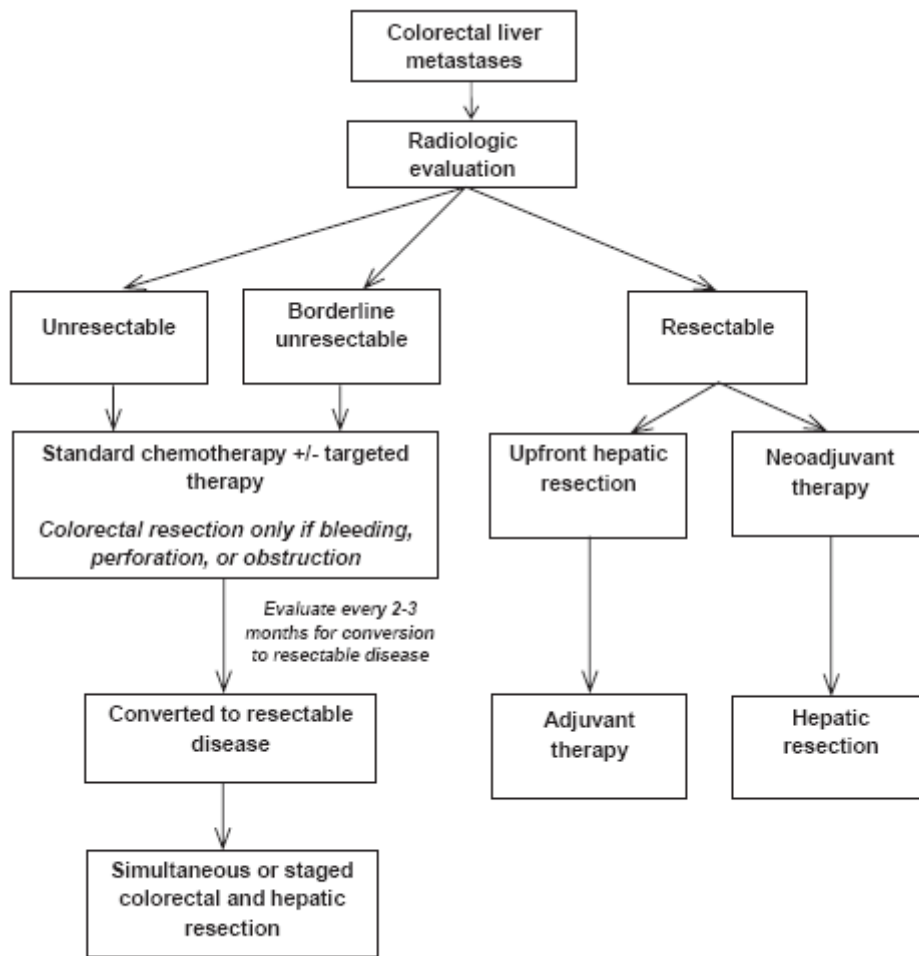 Colorectal liver
metastases
Radiologic
evaluation
Unresectable
Borderline
unresectable
Resectable
Standard chemotherapy +/- targeted
therapy
Colorectal resection only if bleeding,
perforation, or obstruction
Upfront hepatic
resection
Neoadjuvant
therapy
Evaluate every 2-3
months for conversion
to resectable disease
Converted to resectable
disease
Adjuvant
therapy
Hepatic
resection
Simultaneous or staged
colorectal and hepatic
resection